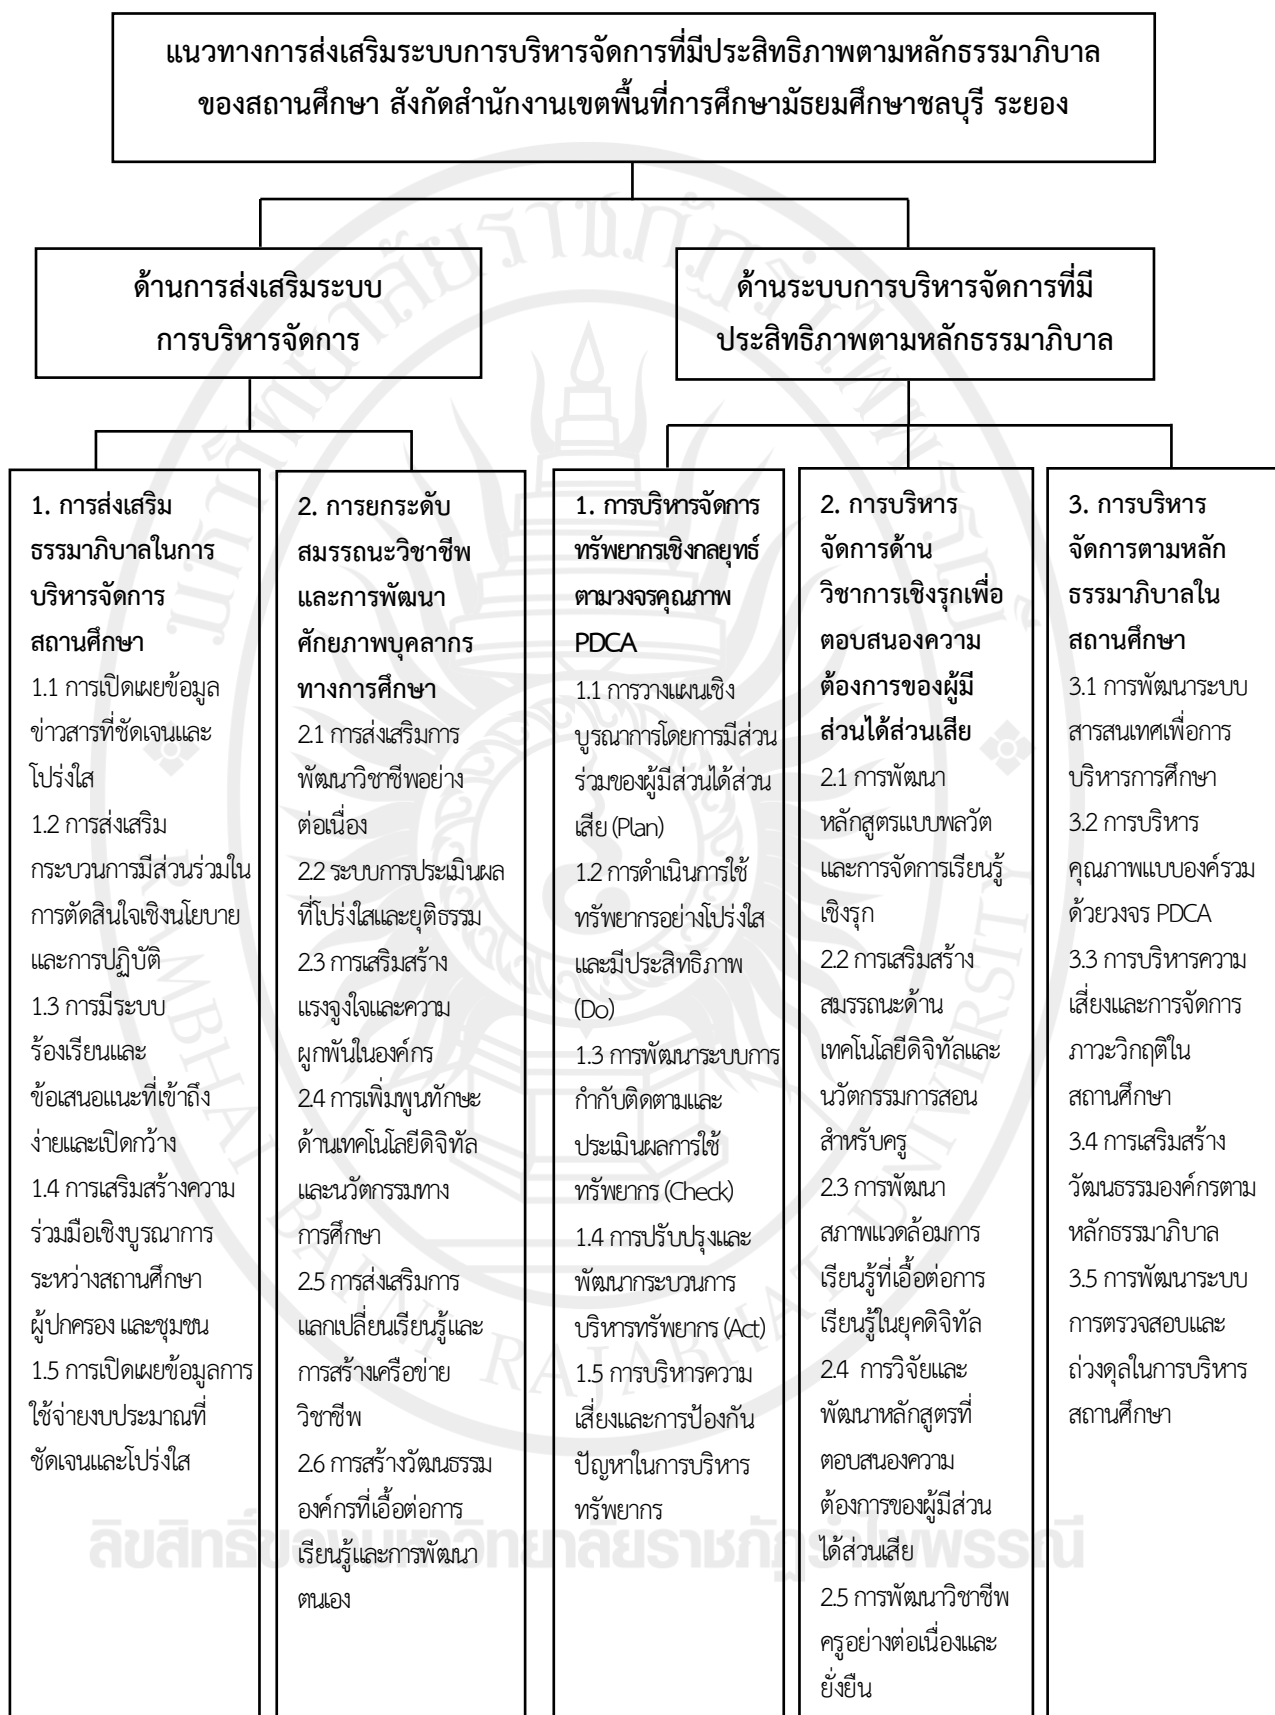 แนวทางการส่งเสริมระบบการบริหารจัดการที่มีประสิทธิภาพตามหลักธรรมาภิบาล
ของสถานศึกษา สังกัดสำนักงานเขตพื้นที่การศึกษามัธยมศึกษาชลบุรี ระยอง
ด้านการส่งเสริมระบบ
การบริหารจัดการ
ด้านระบบการบริหารจัดการที่มี
ประสิทธิภาพตามหลักธรรมาภิบาล
1. การส่งเสริม
ธรรมาภิบาลในการ
บริหารจัดการ
สถานศึกษา
1.1 การเปิดเผยข้อมูล
ข่าวสารที่ชัดเจนและ
โปร่งใส
1.2 การส่งเสริม
กระบวนการมีส่วนร่วมใน
การตัดสินใจเชิงนโยบาย
และการปฏิบัติ
1.3 การมีระบบ
ร้องเรียนและ
ข้อเสนอแนะที่เข้าถึง
ง่ายและเปิดกว้าง
1.4 การเสริมสร้างความ
ร่วมมือเชิงบูรณาการ
ระหว่างสถานศึกษา
ผู้ปกครอง และชุมชน
1.5 การเปิดเผยข้อมูลการ
ใช้จ่ายงบประมาณที่
ชัดเจนและโปร่งใส
2. การยกระดับ
สมรรถนะวิชาชีพ
และการพัฒนา
ศักยภาพบุคลากร
ทางการศึกษา
2.1 การส่งเสริมการ
พัฒนาวิชาชีพอย่าง
ต่อเนื่อง
2.2 ระบบการประเมินผล
ที่โปร่งใสและยุติธรรม
2.3 การเสริมสร้าง
แรงจูงใจและความ
ผูกพันในองค์กร
2.4 การเพิ่มพูนทักษะ
ด้านเทคโนโลยีดิจิทัล
และนวัตกรรมทาง
การศึกษา
2.5 การส่งเสริมการ
แลกเปลี่ยนเรียนรู้และ
การสร้างเครือข่าย
วิชาชีพ
2.6 การสร้างวัฒนธรรม
องค์กรที่เอื้อต่อการ
เรียนรู้และการพัฒนา
ตนเอง
1. การบริหารจัดการ
ทรัพยากรเชิงกลยุทธ์
ตามวงจรคุณภาพ
PDCA
1.1 การวางแผนเชิง
บูรณาการโดยการมีส่วน
ร่วมของผู้มีส่วนได้ส่วน
เสีย (Plan)
1.2 การดำเนินการใช้
ทรัพยากรอย่างโปร่งใส
และมีประสิทธิภาพ
(Do)
1.3 การพัฒนาระบบการ
กำกับติดตามและ
ประเมินผลการใช้
ทรัพยากร (Check)
1.4 การปรับปรุงและ
พัฒนากระบวนการ
บริหารทรัพยากร (Act)
1.5 การบริหารความ
เสี่ยงและการป้องกัน
ปัญหาในการบริหาร
ทรัพยากร
2. การบริหาร
จัดการด้าน
วิชาการเชิงรุกเพื่อ
ตอบสนองความ
ต้องการของผู้มี
ส่วนได้ส่วนเสีย
2.1 การพัฒนา
หลักสูตรแบบพลวัต
และการจัดการเรียนรู้
เชิงรุก
2.2 การเสริมสร้าง
สมรรถนะด้าน
เทคโนโลยีดิจิทัลและ
นวัตกรรมการสอน
สำหรับครู
2.3 การพัฒนา
สภาพแวดล้อมการ
เรียนรู้ที่เอื้อต่อการ
เรียนรู้ในยุคดิจิทัล
2.4 การวิจัยและ
พัฒนาหลักสูตรที่
ตอบสนองความ
ต้องการของผู้มีส่วน
ได้ส่วนเสีย
2.5 การพัฒนาวิชาชีพ
ครูอย่างต่อเนื่องและ
ยั่งยืน
3. การบริหาร
จัดการตามหลัก
ธรรมาภิบาลใน
สถานศึกษา
3.1 การพัฒนาระบบ
สารสนเทศเพื่อการ
บริหารการศึกษา
3.2 การบริหาร
คุณภาพแบบองค์รวม
ด้วยวงจร PDCA
3.3 การบริหารความ
เสี่ยงและการจัดการ
ภาวะวิกฤติใน
สถานศึกษา
3.4 การเสริมสร้าง
วัฒนธรรมองค์กรตาม
หลักธรรมาภิบาล
3.5 การพัฒนาระบบ
การตรวจสอบและ
ถ่วงดุลในการบริหาร
สถานศึกษา
ลิขสิทธิ์ของมหาวิทยาลัยราชภัฏรำไพพรรณี
มหาวิทยาลัยราชภัฏรำไพพรรณี
RAMBHAI BARNI RAJABHAT UNIVERSITY